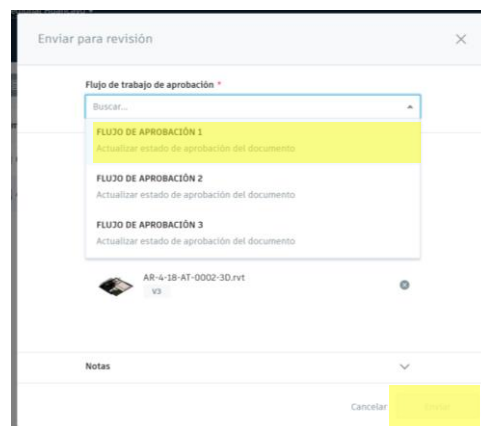 Enviar para revisión
Flujo de trabajo de aprobación *
Buscar...
FLUJO DE APROBACIÓN 1
Actualizar estado de aprobación del documento
FLUJO DE APROBACIÓN 2
Actualizar estado de aprobación del documento
FLUJO DE APROBACIÓN 3
Actualizar estado de aprobación del documento
AR-4-18-AT-0002-3D.rvt
V3
Notas
Cancelar Enviar